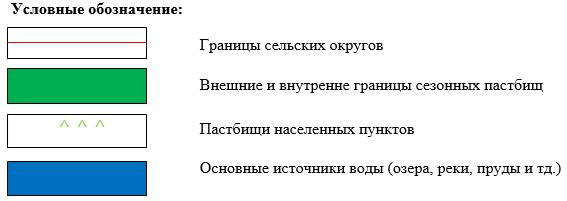 Условные обозначение:
Границы сельских округов
Внешние и внутренне границы сезонных пастбищ
Пастбищи населенных пунктов
Основные источники воды (озера, реки, пруды и тд.)